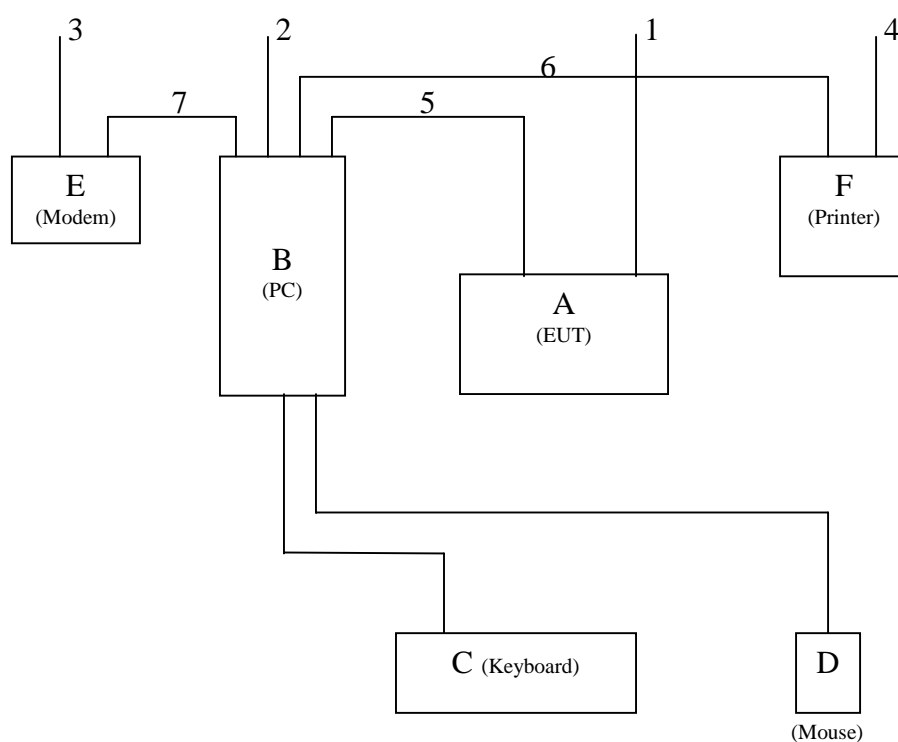 3
2
1
4
6
7
5
E
(Modem)
F
(Printer)
B
(PC)
A
(EUT)
C (Keyboard)
D
(Mouse)